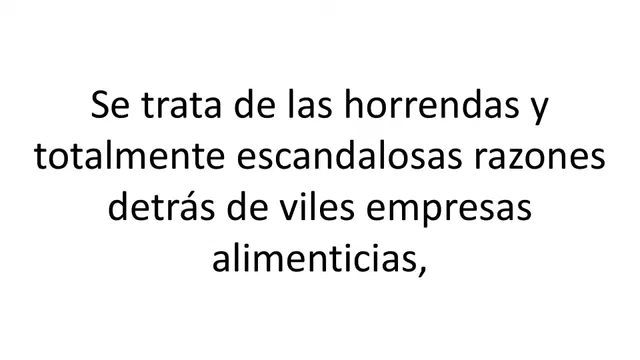 Se trata de las horrendas y
totalmente escandalosas razones
detrás de viles empresas
alimenticias,